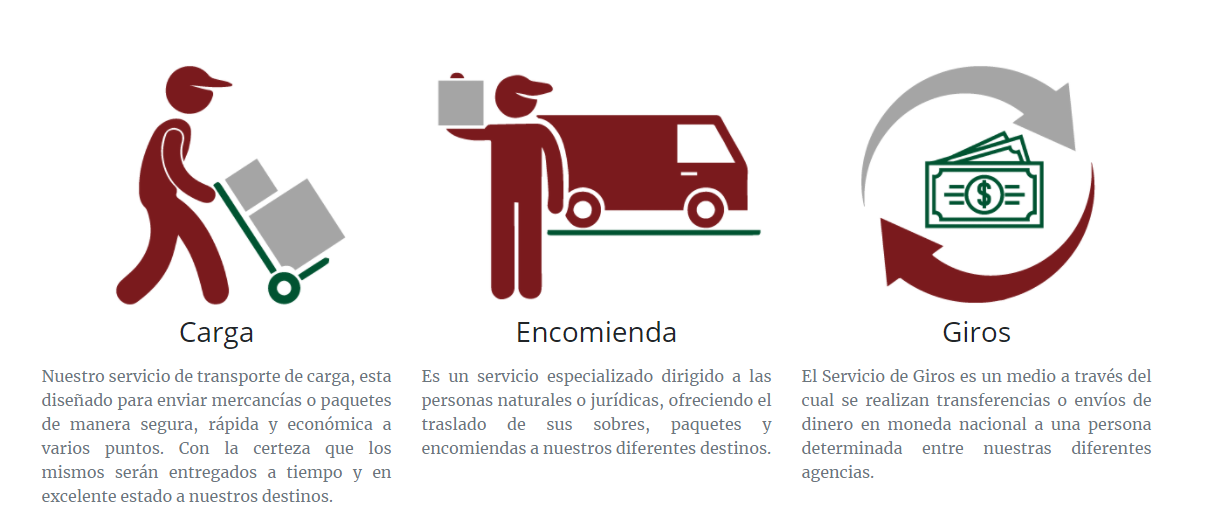 Carga
Nuestro servicio de transporte de carga, esta
diseñado para enviar mercancías o paquetes
de manera segura, rápida y económica a
varios puntos. Con la certeza que los
mismos serán entregados a tiempo y en
excelente estado a nuestros destinos.
Encomienda
Es un servicio especializado dirigido a las
personas naturales o jurídicas, ofreciendo el
traslado de sus sobres, paquetes y
encomiendas a nuestros diferentes destinos.
$
Giros
El Servicio de Giros es un medio a través del
cual se realizan transferencias o envíos de
dinero en moneda nacional a una persona
determinada entre nuestras diferentes
agencias.